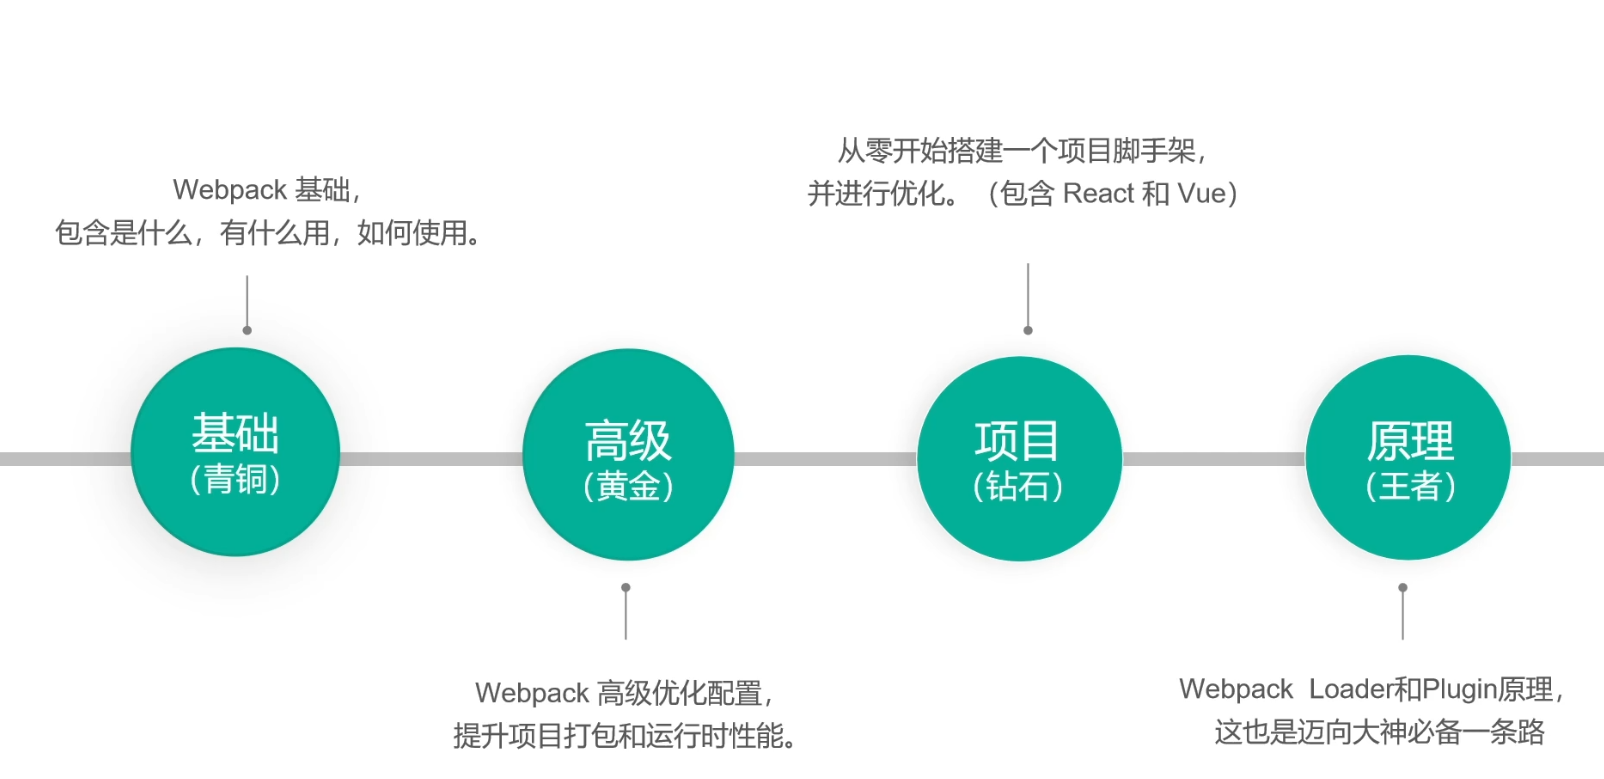 Webpack 基础，
包含是什么，有什么用，如何使用。
基础
（青铜）
高级
（黄金）
Webpack 高级优化配置，
提升项目打包和运行时性能。
从零开始搭建一个项目脚手架，
并进行优化。（包含 React 和 Vue）
项目
（钻石）
原理
（王者）
Webpack  Loader和Plugin原理，
这也是迈向大神必备一条路